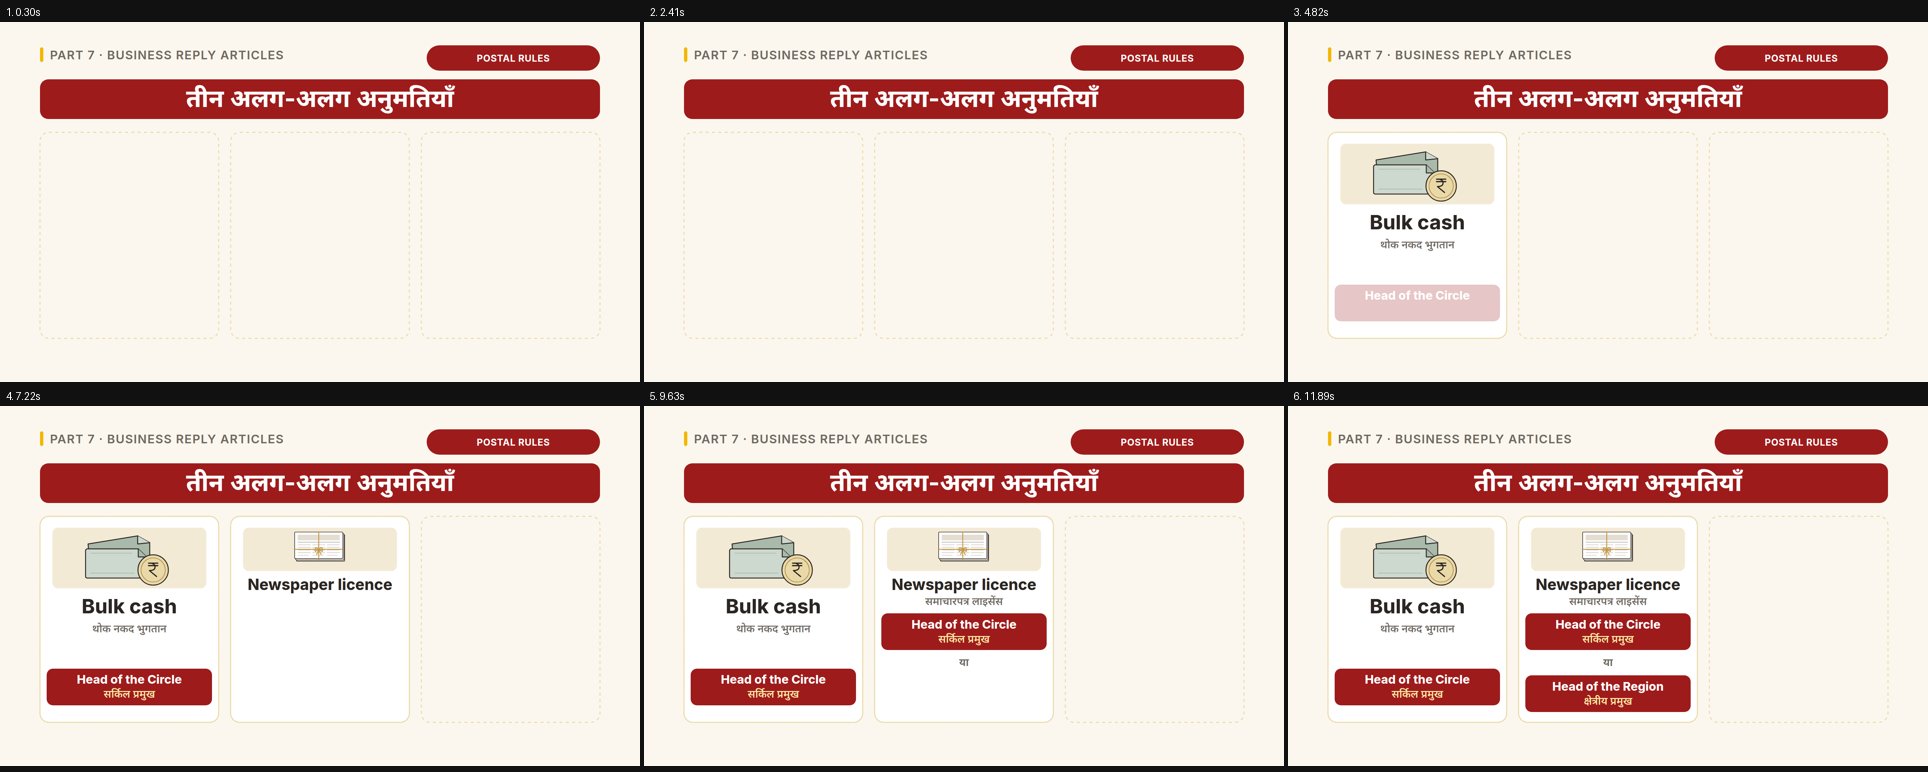 1. 0.30s
PART 7 · BUSINESS REPLY ARTICLES
POSTAL RULES
तीन अलग-अलग अनुमतियाँ
2. 2.41s
PART 7 · BUSINESS REPLY ARTICLES
POSTAL RULES
तीन अलग-अलग अनुमतियाँ
3. 4.82s
PART 7 · BUSINESS REPLY ARTICLES
POSTAL RULES
तीन अलग-अलग अनुमतियाँ
₹
Bulk cash
थोक नकद भुगतान
Head of the Circle
4. 7.22s
PART 7 · BUSINESS REPLY ARTICLES
POSTAL RULES
तीन अलग-अलग अनुमतियाँ
₹
Bulk cash
थोक नकद भुगतान
Head of the Circle
सर्किल प्रमुख
Newspaper licence
5. 9.63s
PART 7 · BUSINESS REPLY ARTICLES
POSTAL RULES
तीन अलग-अलग अनुमतियाँ
₹
Bulk cash
थोक नकद भुगतान
Head of the Circle
सर्किल प्रमुख
Newspaper licence
समाचारपत्र लाइसेंस
Head of the Circle
सर्किल प्रमुख
या
6. 11.89s
PART 7 · BUSINESS REPLY ARTICLES
POSTAL RULES
तीन अलग-अलग अनुमतियाँ
₹
Bulk cash
थोक नकद भुगतान
Head of the Circle
सर्किल प्रमुख
Newspaper licence
समाचारपत्र लाइसेंस
Head of the Circle
सर्किल प्रमुख
या
Head of the Region
क्षेत्रीय प्रमुख